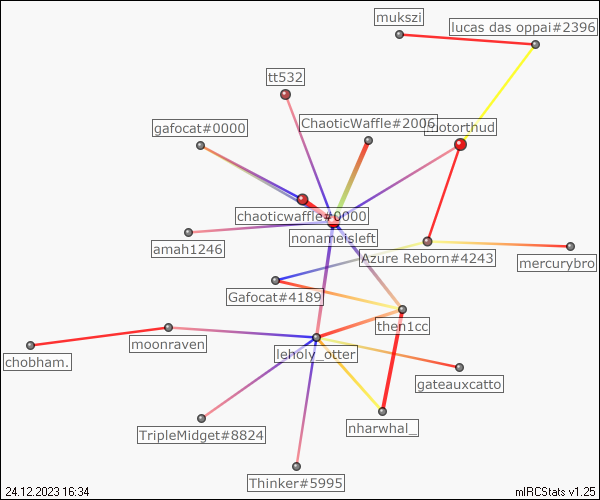 mukszi
lucas das oppai#2396
tt532
ChaoticWaffle#2006
motorthud
gafocat#0000
chaoticwaffle#0000
nonameisleft
amah1246
Azure Reborn#4243
mercurybro
Gafocat#4189
then1cc
moonraven
leholy_otter
chobham.
gateauxcatto
TripleMidget#8824
nharwhal_
Thinker#5995
24.12.2023 16:34
mIRCStats v1.25